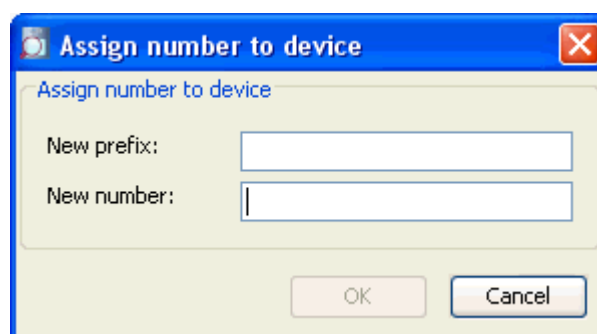 Assign number to device
Assign number to device
New prefix:
New number:
OK
Cancel